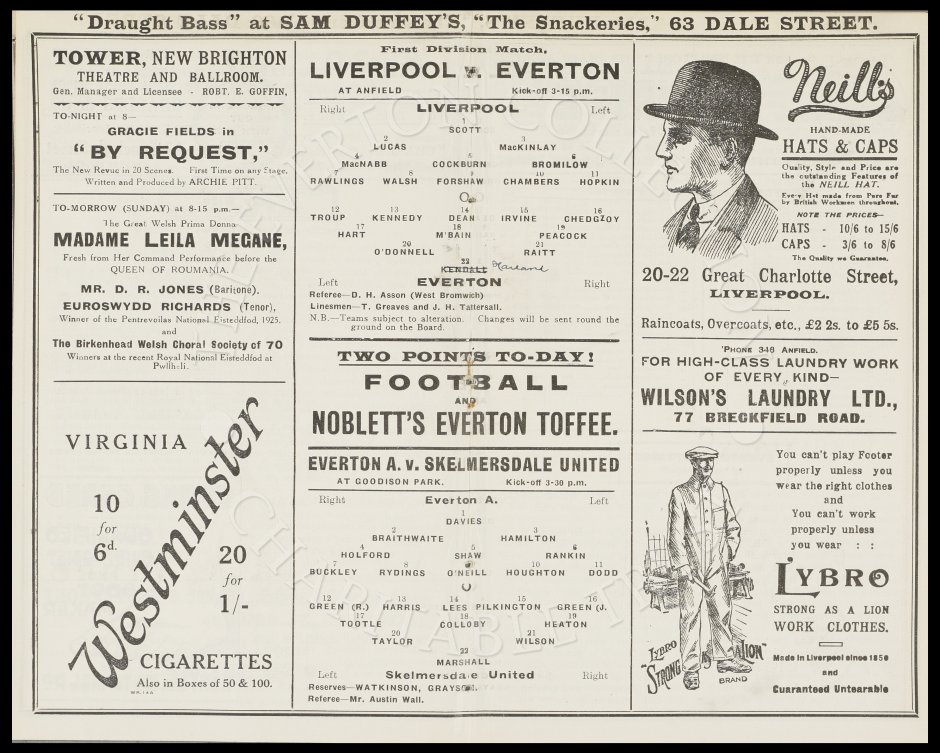 "Draught Bass" at SAM DUFFEY'S, "The Snackeries," 63 DALE STREET.
TOWER, NEW BRIGHTON
THEATRE AND BALLROOM.
Gen. Manager and Licensee - ROBT. E. GOFFIN,
TO-NIGHT at 8—
GRACIE FIELDS in
"BY REQUEST,"
The New Revue in 20 Scenes. First Time on any Stage.
Written and Produced by ARCHIE PITT.
TO-MORROW (SUNDAY) at 8-15 p.m.—
The Great Welsh Prima Donna
MADAME LEILA MEGANE,
Fresh from Her Command Performance before the
QUEEN OF ROUMANIA.
MR. D. R. JONES (Baritone).
EUROSWYDD RICHARDS (Tenor),
Winner of the Pentrevoilas National Eisteddfod, 1925.
and
The Birkenhead Welsh Choral Society of 70
Winners at the recent Royal National Eisteddfod at
Pwllheli.
VIRGINIA
10
for
6d.
Westminster
20
for
1/-
CIGARETTES
Also in Boxes of 50 & 100.
First Division Match,
LIVERPOOL v. EVERTON
AT ANFIELD Kick-off 3-15 p.m.
Right LIVERPOOL Left
1
SCOTT
2 3
LUCAS MacKINLAY
4 5 6
MacNABB COCKBURN BROMILOW
7 8 9 10 11
RAWLINGS WALSH FORSHAW CHAMBERS HOPKIN
12 13 14 15 16
TROUP KENNEDY DEAN IRVINE CHEDGZOY
17 18 19
HART M'BAIN PEACOCK
20 21
O'DONNELL RAITT
22
KENDALL Harland
Left EVERTON Right
Referee—D. H. Asson (West Bromwich)
Linesmen—T. Greaves and J. H. Tattersall.
N.B.—Teams subject to alteration. Changes will be sent round the
ground on the Board.
TWO POINTS TO-DAY!
FOOTBALL
AND
NOBLETT'S EVERTON TOFFEE.
EVERTON A. v. SKELMERSDALE UNITED
AT GOODISON PARK. Kick-off 3-30 p.m.
Right Everton A. Left
1
DAVIES
2 3
BRAITHWAITE HAMILTON
4 5 6
HOLFORD SHAW RANKIN
7 8 9 10 11
BUCKLEY RYDINGS O'NEILL HOUGHTON DODD
12 13 14 15 16
GREEN (R.) HARRIS LEES PILKINGTON GREEN (J.
17 18 19
TOOTLE COLLOBY HEATON
20 21
TAYLOR WILSON
22
MARSHALL
Left Skelmersdale United Right
Reserves—WATKINSON, GRAYSON.
Referee—Mr. Austin Wall.
Neill's
HAND-MADE
HATS & CAPS
Quality, Style and Price are
the outstanding Features of
the NEILL HAT.
Every Hat made from Pure Fur
by British Workmen throughout.
NOTE THE PRICES—
HATS - 10/6 to 15/6
CAPS - 3/6 to 8/6
The Quality we Guarantee.
20-22 Great Charlotte Street,
LIVERPOOL.
Raincoats, Overcoats, etc., £2 2s. to £5 5s.
'PHONE 346 ANFIELD.
FOR HIGH-CLASS LAUNDRY WORK
OF EVERY KIND—
WILSON'S LAUNDRY LTD.,
77 BRECKFIELD ROAD.
You can't play Footer
properly unless you
wear the right clothes
and
You can't work
properly unless
you wear : :
LYBRO
STRONG AS A LION
WORK CLOTHES.
Made in Liverpool since 1850
and
Guaranteed Untearable
LYBRO
"STRONG AS A LION"
BRAND
EVERTON COLLECTION
CHARITABLE TRUST